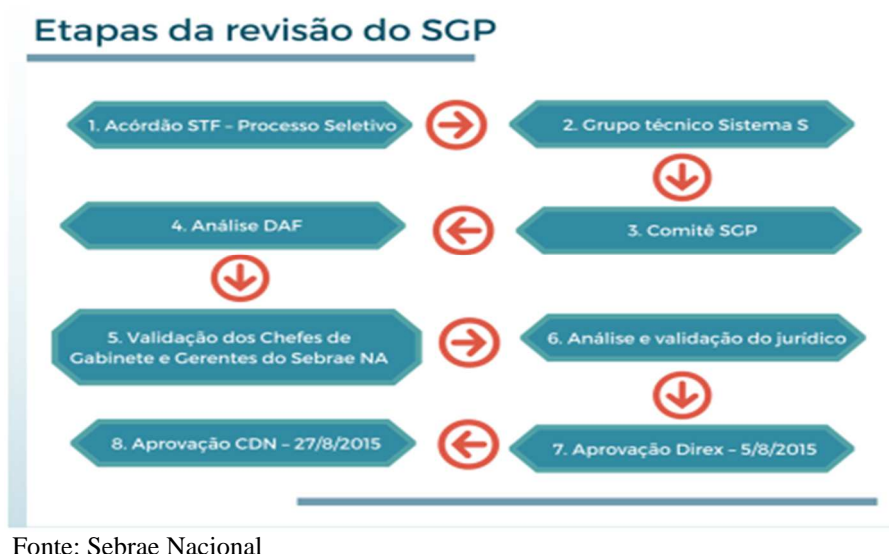 Etapas da revisão do SGP
1. Acórdão STF – Processo Seletivo
2. Grupo técnico Sistema S
3. Comitê SGP
4. Análise DAF
5. Validação dos Chefes de
Gabinete e Gerentes do Sebrae NA
6. Análise e validação do jurídico
7. Aprovação Direx – 5/8/2015
8. Aprovação CDN – 27/8/2015
Fonte: Sebrae Nacional